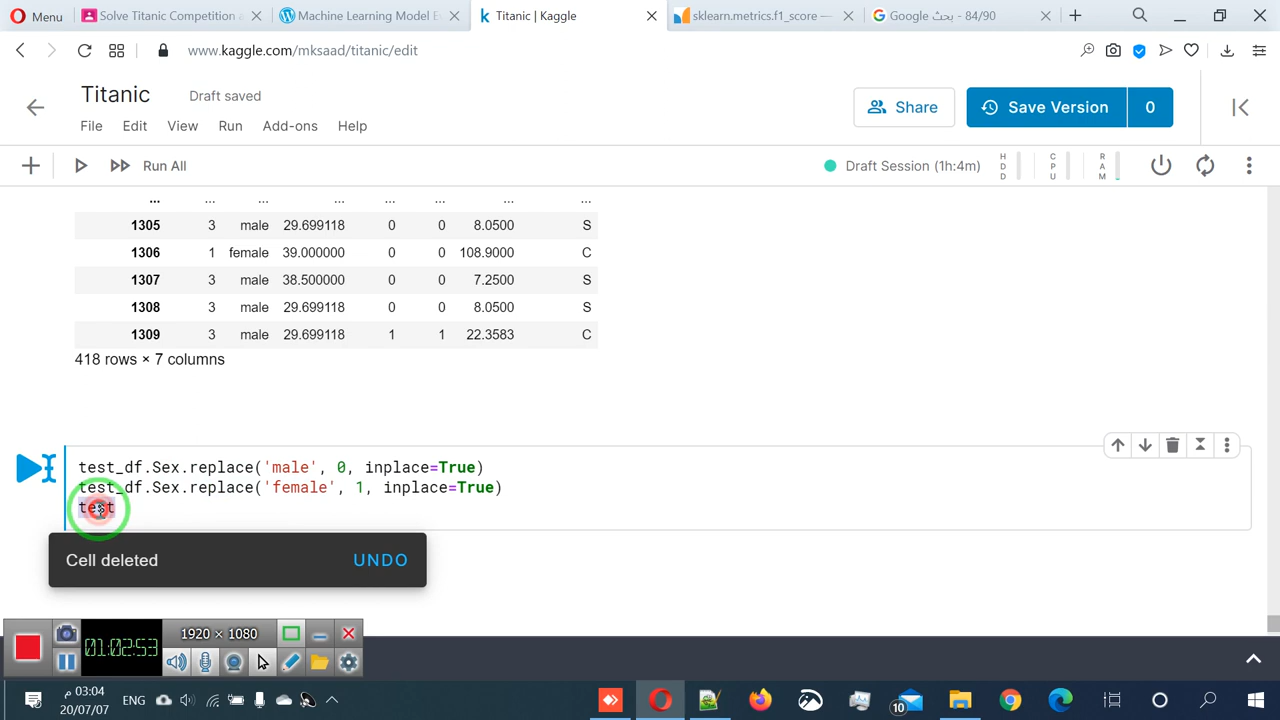 Menu
Solve Titanic Competition a
Machine Learning Model E
Titanic | Kaggle
sklearn.metrics.f1_score —
84/90 - بحث Google
www.kaggle.com/mksaad/titanic/edit
Titanic
Draft saved
Share
Save Version
0
File
Edit
View
Run
Add-ons
Help
Run All
Draft Session (1h:4m)
HDD
CPU
RAM
... ... ... ... ... ... ... ...
1305 3 male 29.699118 0 0 8.0500 S
1306 1 female 39.000000 0 0 108.9000 C
1307 3 male 38.500000 0 0 7.2500 S
1308 3 male 29.699118 0 0 8.0500 S
1309 3 male 29.699118 1 1 22.3583 C
418 rows × 7 columns
test_df.Sex.replace('male', 0, inplace=True)
test_df.Sex.replace('female', 1, inplace=True)
test
Cell deleted
UNDO
01:02:53
1920 × 1080
ENG
03:04 م
20/07/07
10